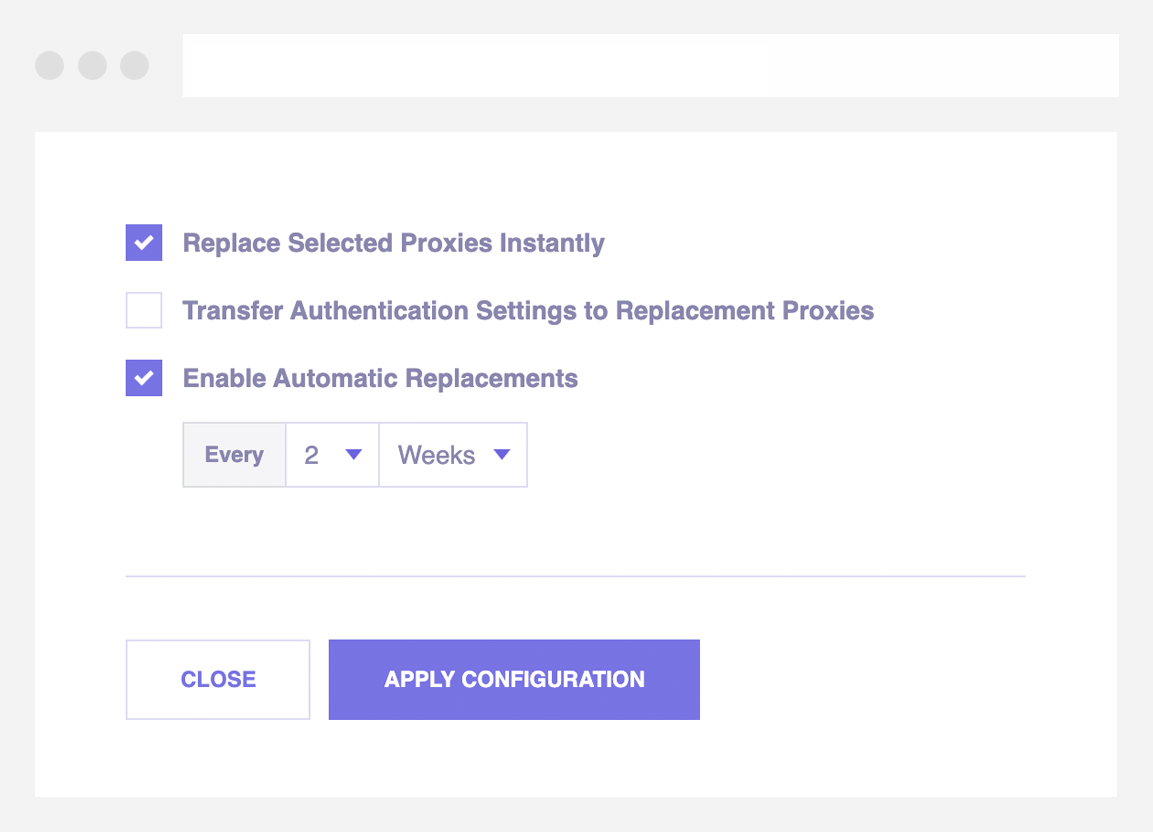 Replace Selected Proxies Instantly
Transfer Authentication Settings to Replacement Proxies
Enable Automatic Replacements
Every 2 Weeks
CLOSE APPLY CONFIGURATION